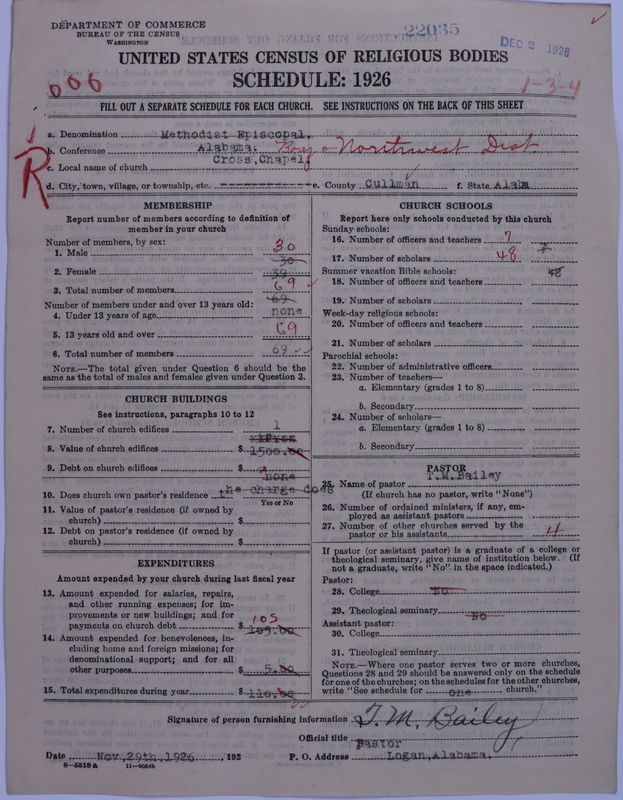 DEPARTMENT OF COMMERCE
BUREAU OF THE CENSUS
WASHINGTON
22035
DEC 2 1926
UNITED STATES CENSUS OF RELIGIOUS BODIES
SCHEDULE: 1926
006
1-3-4
FILL OUT A SEPARATE SCHEDULE FOR EACH CHURCH. SEE INSTRUCTIONS ON THE BACK OF THIS SHEET
R
a. Denomination Methodist Episcopal.
b. Conference Alabama. Northwest Dist
c. Local name of church Cross, Chapel,
d. City, town, village, or township, etc. --------------- e. County Cullman f. State Alabm
MEMBERSHIP
Report number of members according to definition of
member in your church
Number of members, by sex:
1. Male 30
30
2. Female 39
3. Total number of members 69
69
Number of members under and over 13 years old:
4. Under 13 years of age none
5. 13 years old and over 69
6. Total number of members 69
NOTE.—The total given under Question 6 should be the
same as the total of males and females given under Question 3.
CHURCH BUILDINGS
See instructions, paragraphs 10 to 12
7. Number of church edifices 1
8. Value of church edifices $ 1500.00
9. Debt on church edifices $ none
10. Does church own pastor's residence the charge does
Yes or No
11. Value of pastor's residence (if owned by
church) $
12. Debt on pastor's residence (if owned by
church) $
EXPENDITURES
Amount expended by your church during last fiscal year
13. Amount expended for salaries, repairs,
and other running expenses; for im-
provements or new buildings; and for
payments on church debt $ 105.00
105
14. Amount expended for benevolences, in-
cluding home and foreign missions; for
denominational support; and for all
other purposes $ 5.00
15. Total expenditures during year $ 110.00
CHURCH SCHOOLS
Report here only schools conducted by this church
Sunday schools:
16. Number of officers and teachers 7 7
17. Number of scholars 48
Summer vacation Bible schools: 48
18. Number of officers and teachers
19. Number of scholars
Week-day religious schools:
20. Number of officers and teachers
21. Number of scholars
Parochial schools:
22. Number of administrative officers
23. Number of teachers—
a. Elementary (grades 1 to 8)
b. Secondary
24. Number of scholars—
a. Elementary (grades 1 to 8)
b. Secondary
PASTOR
25. Name of pastor T.M.Bailey
(If church has no pastor, write "None")
26. Number of ordained ministers, if any, em-
ployed as assistant pastors
27. Number of other churches served by the
pastor or his assistants 4
If pastor (or assistant pastor) is a graduate of a college or
theological seminary, give name of institution below. (If
not a graduate, write "No" in the space indicated.)
Pastor:
28. College NO
29. Theological seminary NO
Assistant pastor:
30. College
31. Theological seminary
NOTE.—Where one pastor serves two or more churches,
Questions 28 and 29 should be answered only on the schedule
for one of the churches; on the schedules for the other churches,
write "See schedule for one church."
Signature of person furnishing information T. M. Bailey,
Official title Pastor
Date Nov,29th,1926 , 192 P. O. Address Logan,Alabama.
8—5518 a 11—9054b